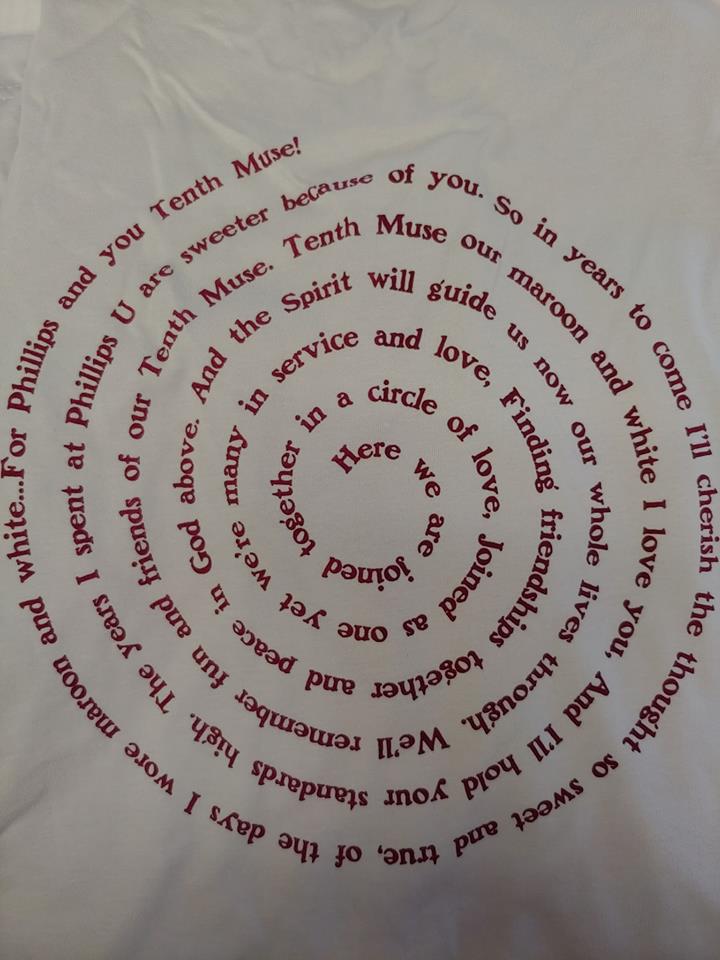 Here we are joined together in a circle of love, Joined as one yet we're many in service and love, Finding friendships together and peace in God above. And the Spirit will guide us now our whole lives through. We'll remember fun and friends of our Tenth Muse. Tenth Muse our maroon and white I love you, And I'll hold your standards high. The years I spent at Phillips U are sweeter because of you. So in years to come I'll cherish the thought so sweet and true, of the days I wore maroon and white...For Phillips and you Tenth Muse!